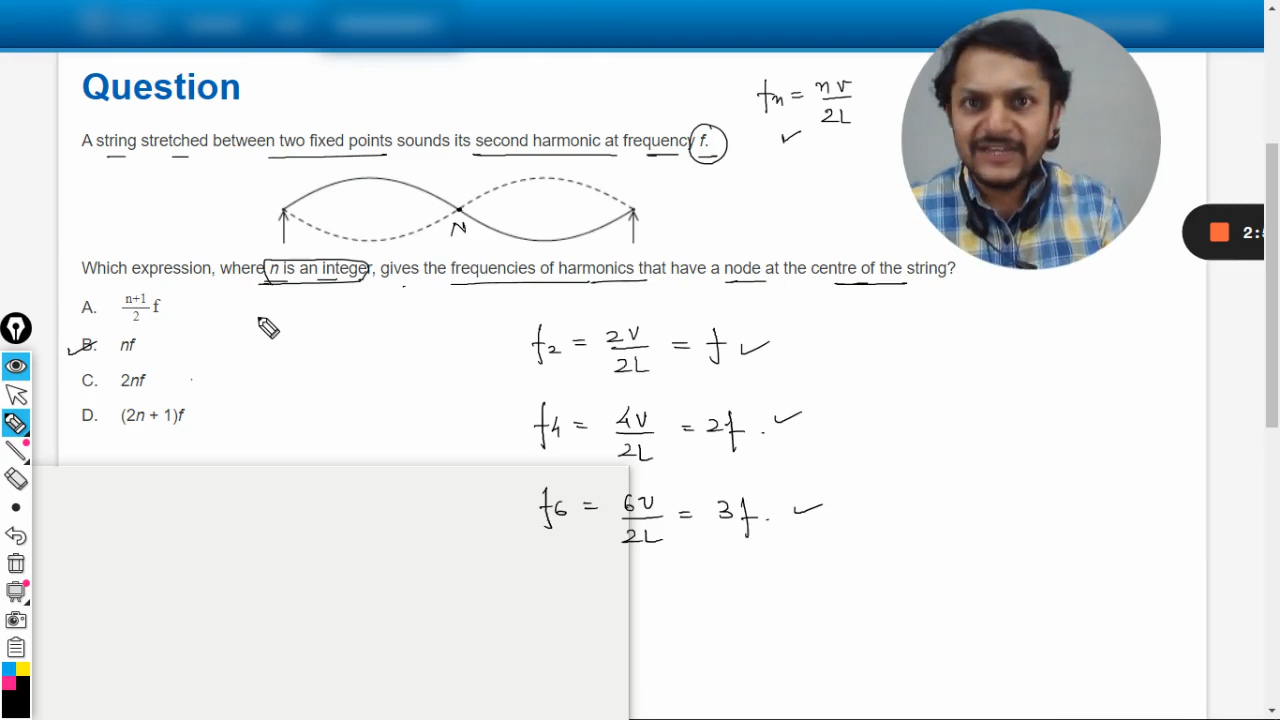 Question
fn = nv/2L ✓
A string stretched between two fixed points sounds its second harmonic at frequency f.
N
Which expression, where n is an integer, gives the frequencies of harmonics that have a node at the centre of the string?
A. n+1/2 f
B. nf
C. 2nf
D. (2n + 1)f
f2 = 2V/2L = f ✓
f4 = 4V/2L = 2f. ✓
f6 = 6V/2L = 3f. ✓